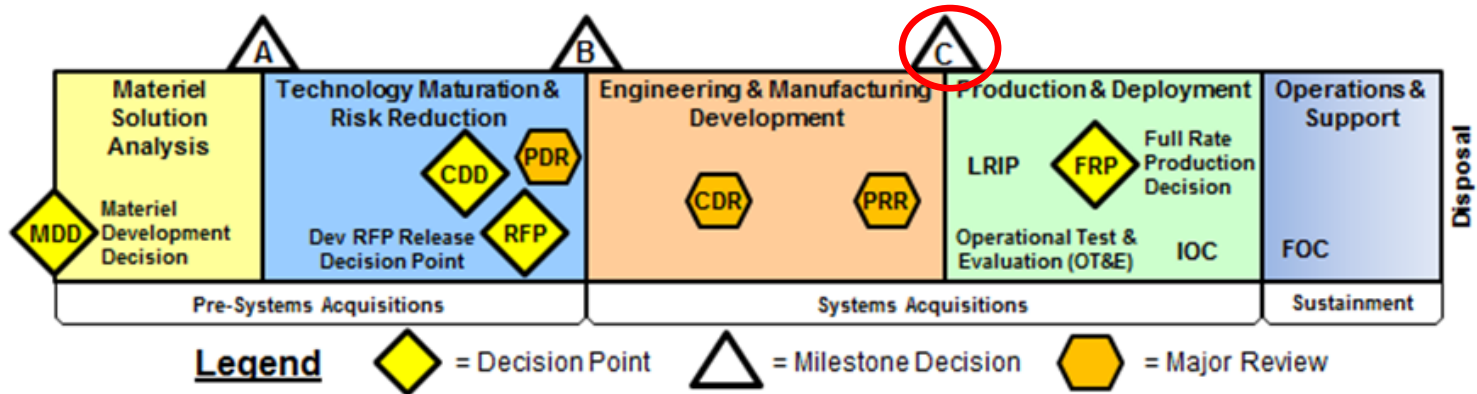 A
B
C
Materiel
Solution
Analysis
MDD
Materiel
Development
Decision
Technology Maturation &
Risk Reduction
CDD
PDR
Dev RFP Release
Decision Point
RFP
Engineering & Manufacturing
Development
CDR
PRR
Production & Deployment
LRIP
FRP
Full Rate
Production
Decision
Operational Test &
Evaluation (OT&E)
IOC
Operations &
Support
FOC
Disposal
Pre-Systems Acquisitions
Systems Acquisitions
Sustainment
Legend
= Decision Point
= Milestone Decision
= Major Review